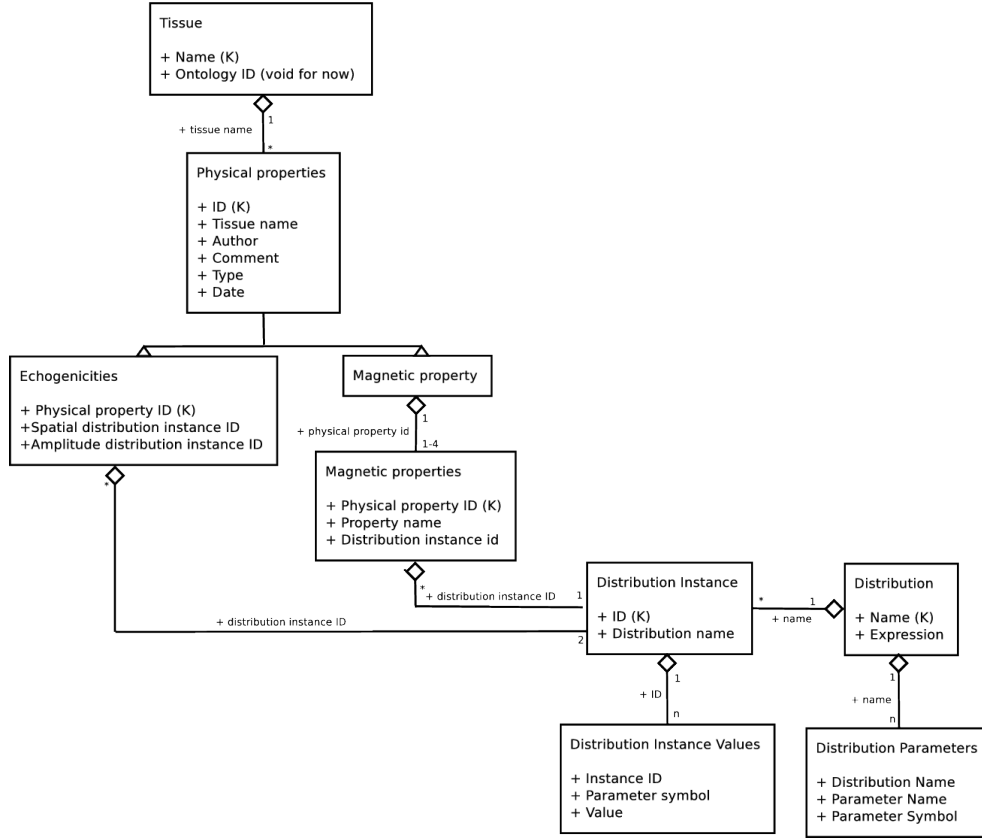 Tissue
+ Name (K)
+ Ontology ID (void for now)
1
+ tissue name
*
Physical properties
+ ID (K)
+ Tissue name
+ Author
+ Comment
+ Type
+ Date
Echogenicities
+ Physical property ID (K)
+Spatial distribution instance ID
+Amplitude distribution instance ID
Magnetic property
1
+ physical property id
1-4
Magnetic properties
+ Physical property ID (K)
+ Property name
+ Distribution instance id
*
*
+ distribution instance ID
1
+ distribution instance ID
2
Distribution Instance
+ ID (K)
+ Distribution name
*
1
+ name
Distribution
+ Name (K)
+ Expression
1
+ ID
n
1
+ name
n
Distribution Instance Values
+ Instance ID
+ Parameter symbol
+ Value
Distribution Parameters
+ Distribution Name
+ Parameter Name
+ Parameter Symbol